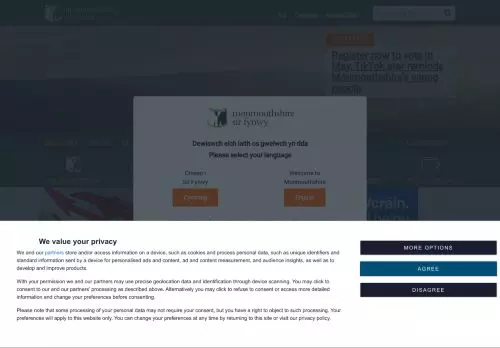 Register now to vote in
May, TikTok star reminds
Monmouthshire's young
people
monmouthshire
sir fynwy
Dewiswch eich iaith os gwelwch yn dda
Please select your language
Croeso i
Sir Fynwy
Welcome to
Monmouthshire
Cymraeg
English
We value your privacy
We and our partners store and/or access information on a device, such as cookies and process personal data, such as unique identifiers and
standard information sent by a device for personalised ads and content, ad and content measurement, and audience insights, as well as to
develop and improve products.
With your permission we and our partners may use precise geolocation data and identification through device scanning. You may click to
consent to our and our partners' processing as described above. Alternatively you may click to refuse to consent or access more detailed
information and change your preferences before consenting.
Please note that some processing of your personal data may not require your consent, but you have a right to object to such processing. Your
preferences will apply to this website only. You can change your preferences at any time by returning to this site or visit our privacy policy.
MORE OPTIONS
AGREE
DISAGREE